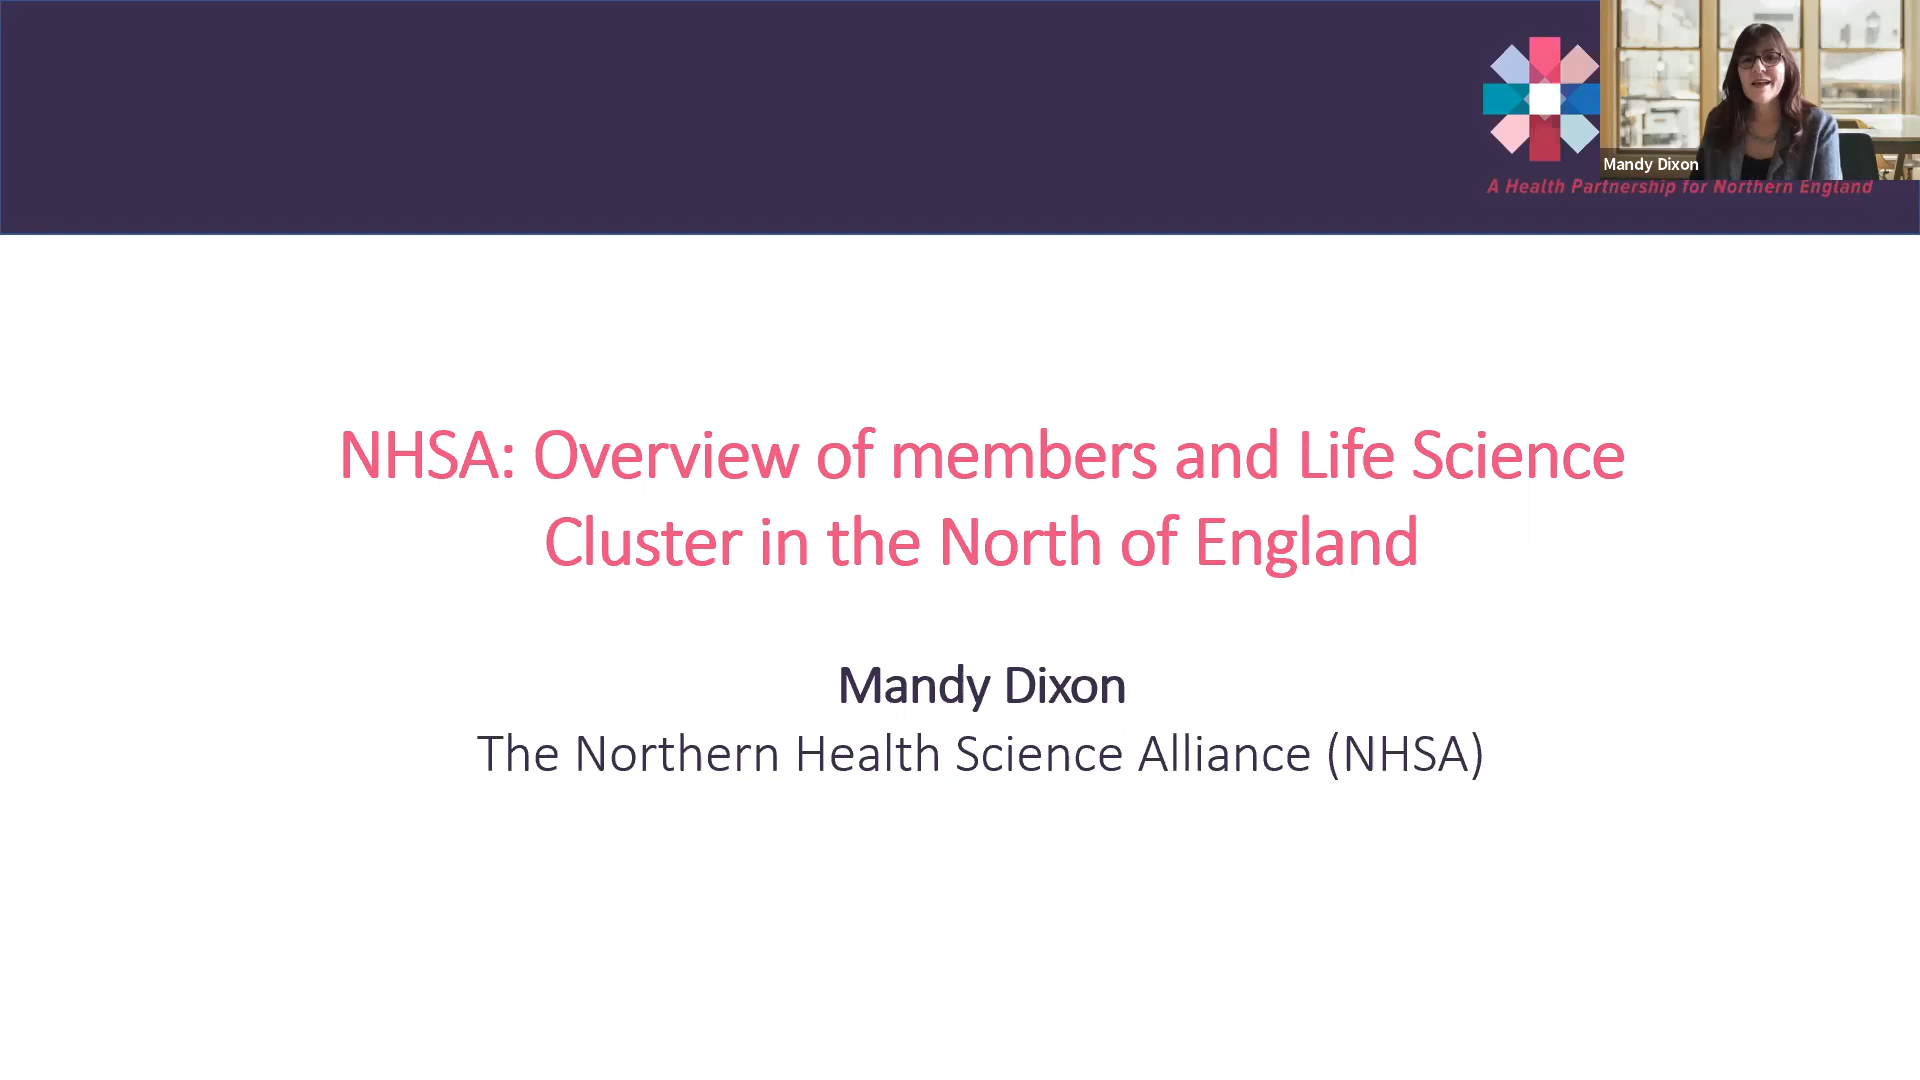 Mandy Dixon
A Health Partnership for Northern England
NHSA: Overview of members and Life Science
Cluster in the North of England
Mandy Dixon
The Northern Health Science Alliance (NHSA)